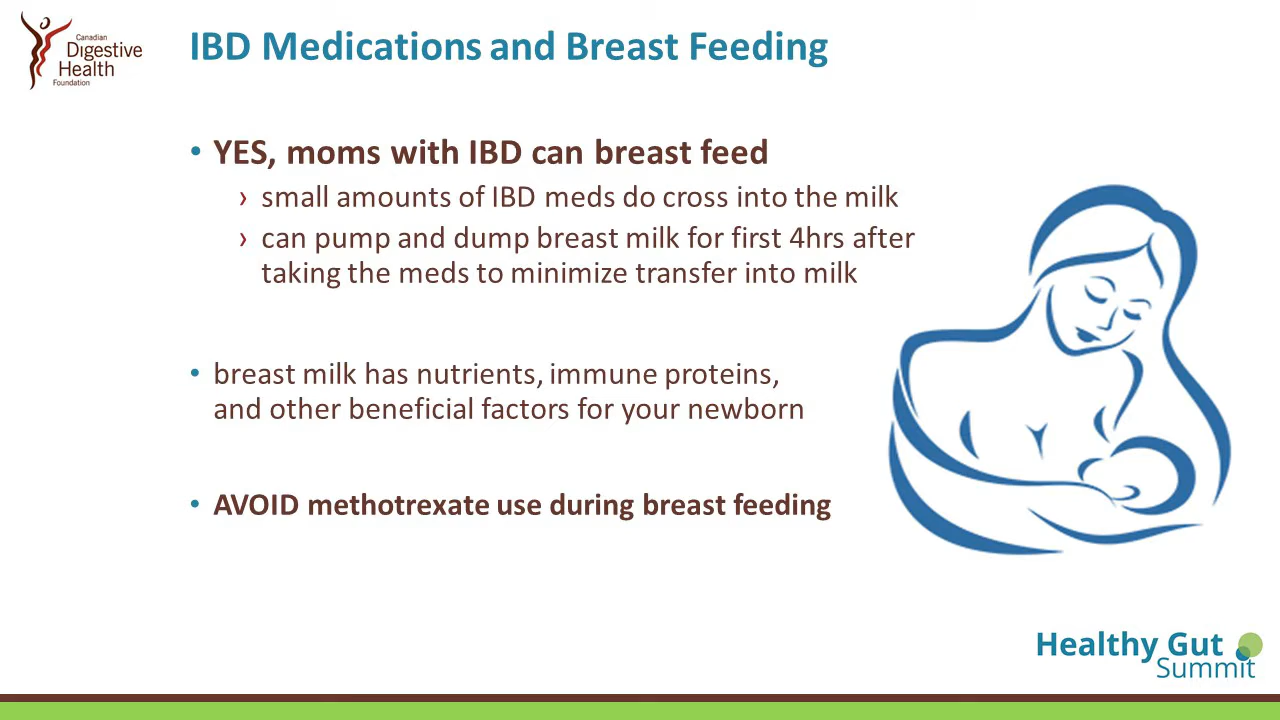 Canadian
Digestive
Health
Foundation
IBD Medications and Breast Feeding
• YES, moms with IBD can breast feed
› small amounts of IBD meds do cross into the milk
› can pump and dump breast milk for first 4hrs after
taking the meds to minimize transfer into milk
• breast milk has nutrients, immune proteins,
and other beneficial factors for your newborn
• AVOID methotrexate use during breast feeding
Healthy Gut
Summit